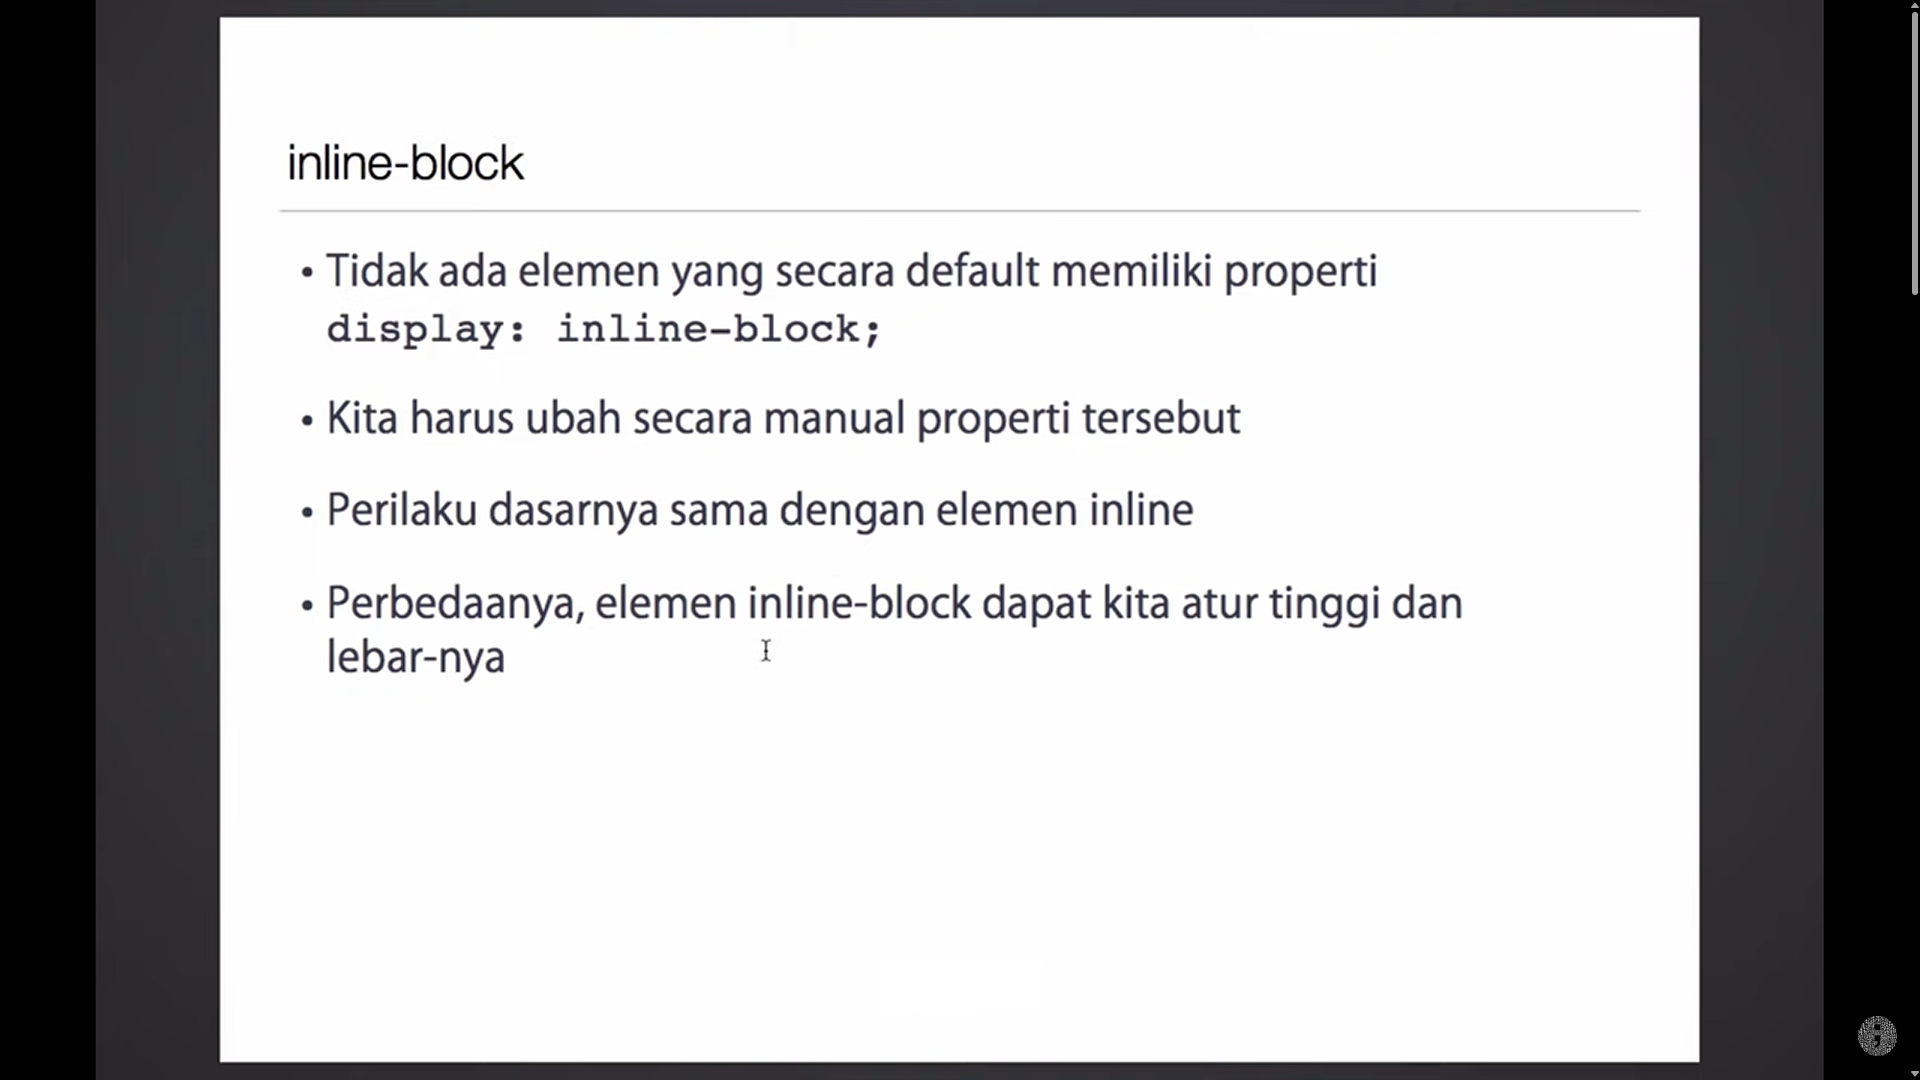 inline-block
• Tidak ada elemen yang secara default memiliki properti
display: inline-block;
• Kita harus ubah secara manual properti tersebut
• Perilaku dasarnya sama dengan elemen inline
• Perbedaanya, elemen inline-block dapat kita atur tinggi dan
lebar-nya